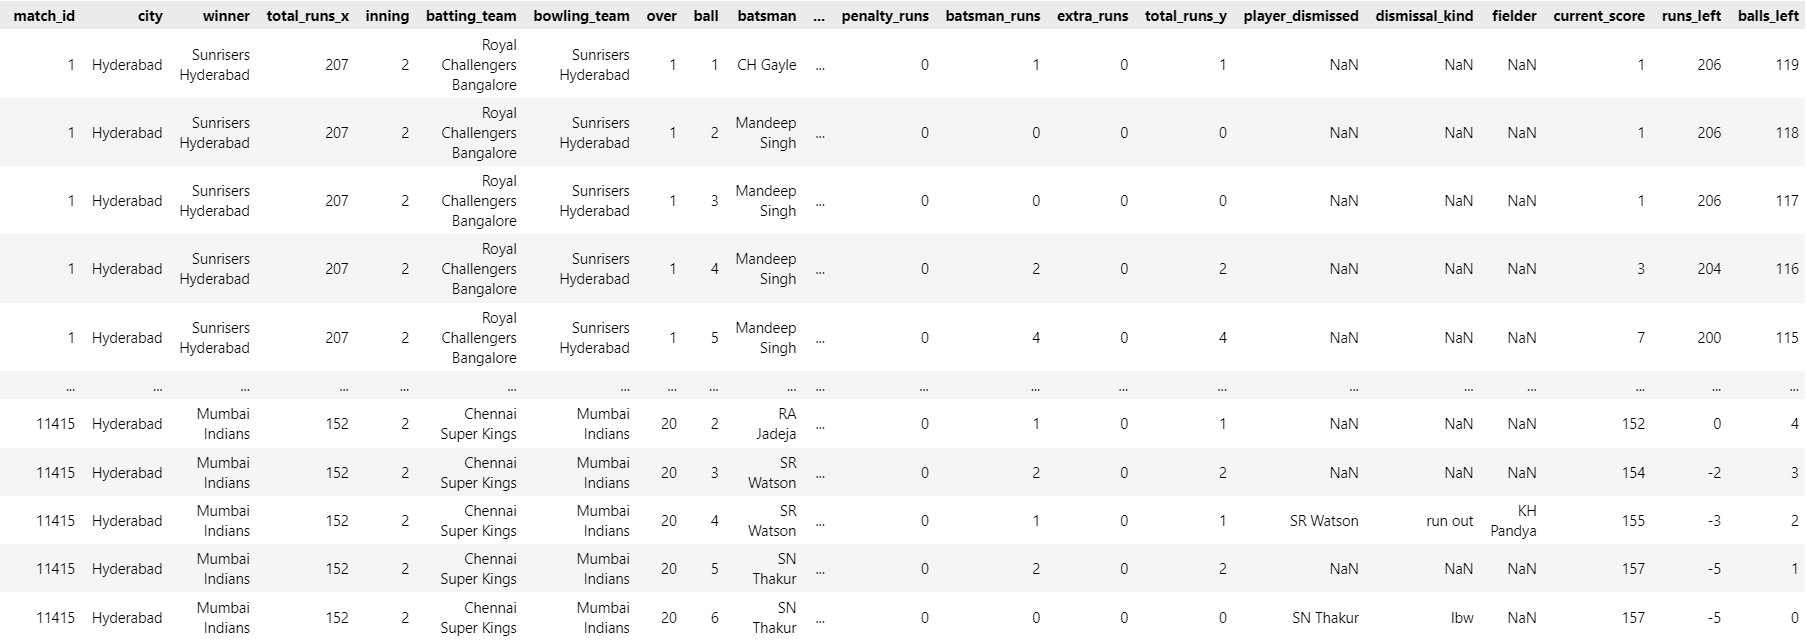 match_id city winner total_runs_x inning batting_team bowling_team over ball batsman ... penalty_runs batsman_runs extra_runs total_runs_y player_dismissed dismissal_kind fielder current_score runs_left balls_left
1 Hyderabad Sunrisers Hyderabad 207 2 Royal Challengers Bangalore Sunrisers Hyderabad 1 1 CH Gayle ... 0 1 0 1 NaN NaN NaN 1 206 119
1 Hyderabad Sunrisers Hyderabad 207 2 Royal Challengers Bangalore Sunrisers Hyderabad 1 2 Mandeep Singh ... 0 0 0 0 NaN NaN NaN 1 206 118
1 Hyderabad Sunrisers Hyderabad 207 2 Royal Challengers Bangalore Sunrisers Hyderabad 1 3 Mandeep Singh ... 0 0 0 0 NaN NaN NaN 1 206 117
1 Hyderabad Sunrisers Hyderabad 207 2 Royal Challengers Bangalore Sunrisers Hyderabad 1 4 Mandeep Singh ... 0 2 0 2 NaN NaN NaN 3 204 116
1 Hyderabad Sunrisers Hyderabad 207 2 Royal Challengers Bangalore Sunrisers Hyderabad 1 5 Mandeep Singh ... 0 4 0 4 NaN NaN NaN 7 200 115
... ... ... ... ... ... ... ... ... ... ... ... ... ... ... ... ... ... ... ... ...
11415 Hyderabad Mumbai Indians 152 2 Chennai Super Kings Mumbai Indians 20 2 RA Jadeja ... 0 1 0 1 NaN NaN NaN 152 0 4
11415 Hyderabad Mumbai Indians 152 2 Chennai Super Kings Mumbai Indians 20 3 SR Watson ... 0 2 0 2 NaN NaN NaN 154 -2 3
11415 Hyderabad Mumbai Indians 152 2 Chennai Super Kings Mumbai Indians 20 4 SR Watson ... 0 1 0 1 SR Watson run out KH Pandya 155 -3 2
11415 Hyderabad Mumbai Indians 152 2 Chennai Super Kings Mumbai Indians 20 5 SN Thakur ... 0 2 0 2 NaN NaN NaN 157 -5 1
11415 Hyderabad Mumbai Indians 152 2 Chennai Super Kings Mumbai Indians 20 6 SN Thakur ... 0 0 0 0 SN Thakur lbw NaN 157 -5 0